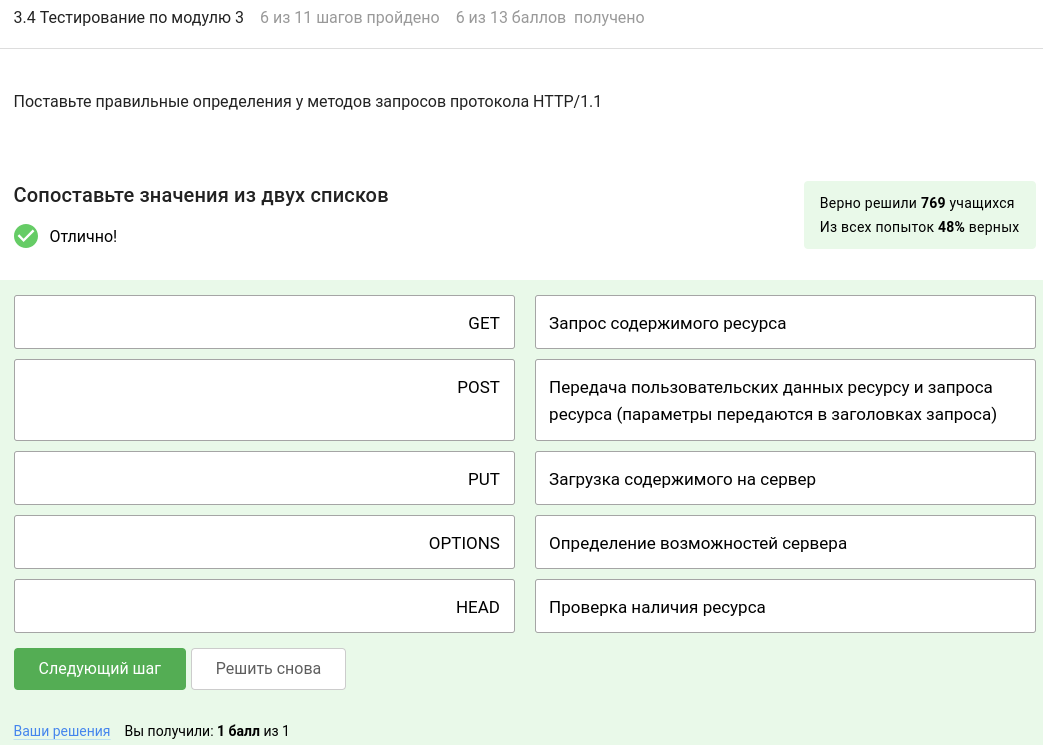 3.4 Тестирование по модулю 3 6 из 11 шагов пройдено 6 из 13 баллов получено
Поставьте правильные определения у методов запросов протокола HTTP/1.1
Сопоставьте значения из двух списков
Отлично!
Верно решили 769 учащихся
Из всех попыток 48% верных
GET
Запрос содержимого ресурса
POST
Передача пользовательских данных ресурсу и запроса
ресурса (параметры передаются в заголовках запроса)
PUT
Загрузка содержимого на сервер
OPTIONS
Определение возможностей сервера
HEAD
Проверка наличия ресурса
Следующий шаг
Решить снова
Ваши решения Вы получили: 1 балл из 1